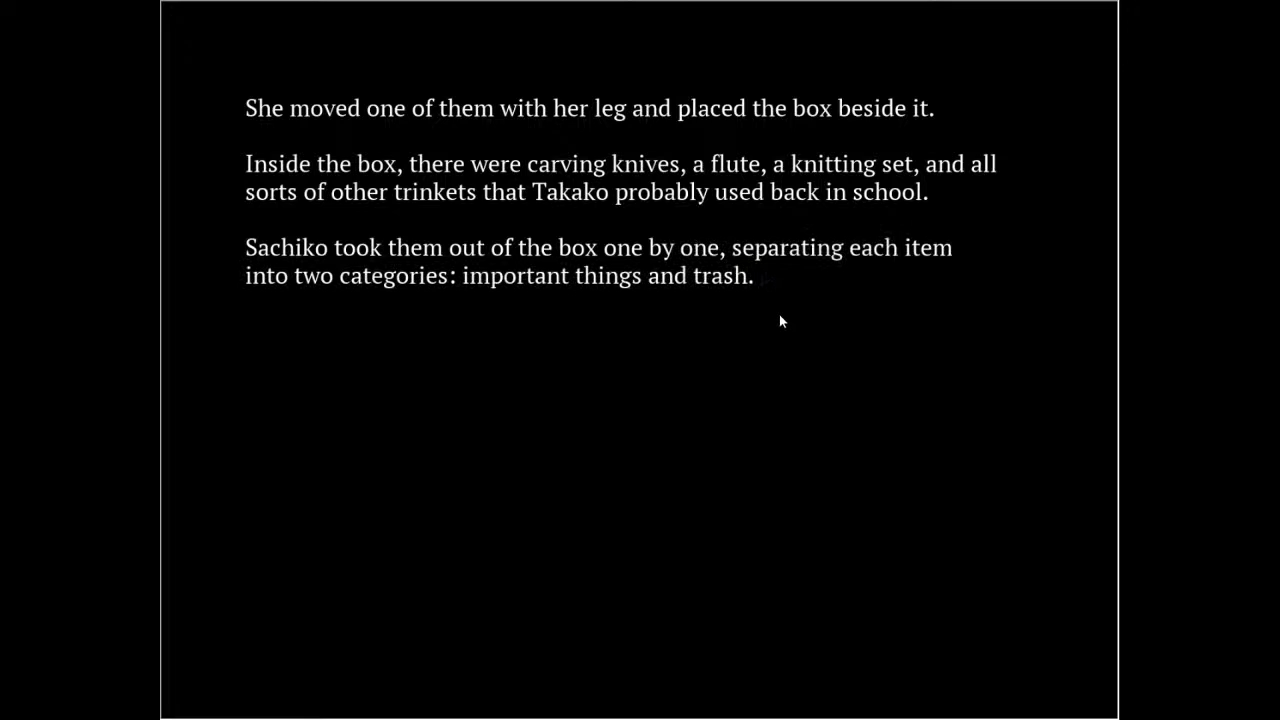 She moved one of them with her leg and placed the box beside it.
Inside the box, there were carving knives, a flute, a knitting set, and all
sorts of other trinkets that Takako probably used back in school.
Sachiko took them out of the box one by one, separating each item
into two categories: important things and trash.